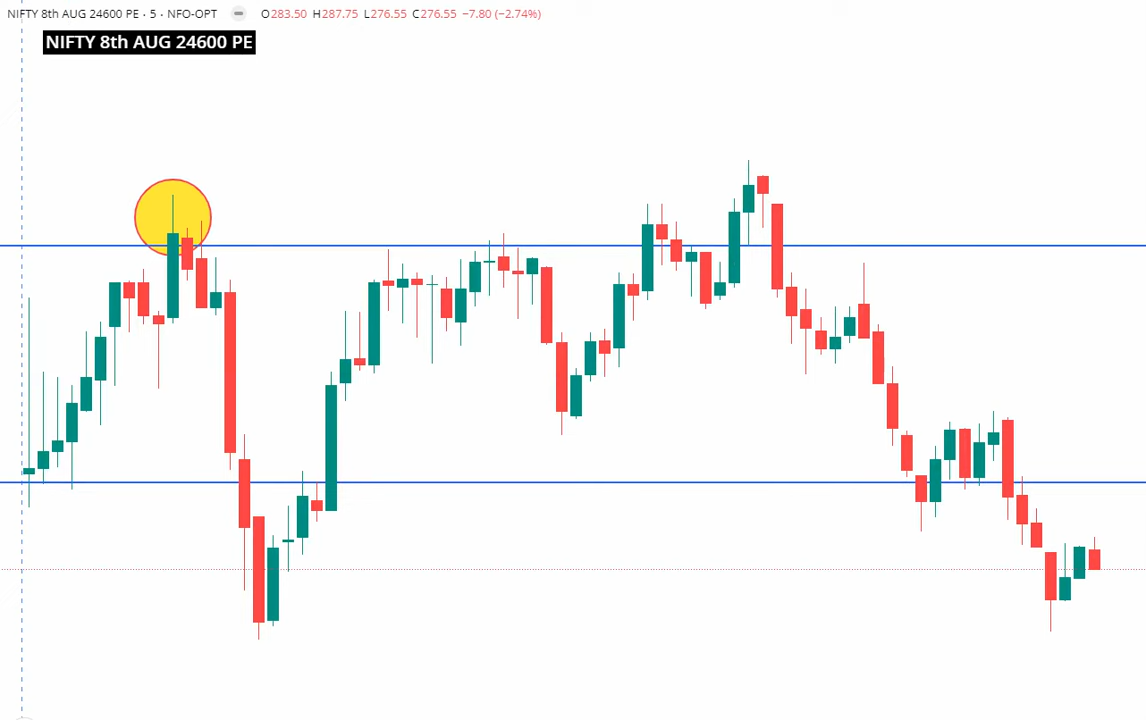 NIFTY 8th AUG 24600 PE · 5 · NFO-OPT O283.50 H287.75 L276.55 C276.55 −7.80 (−2.74%)
NIFTY 8th AUG 24600 PE